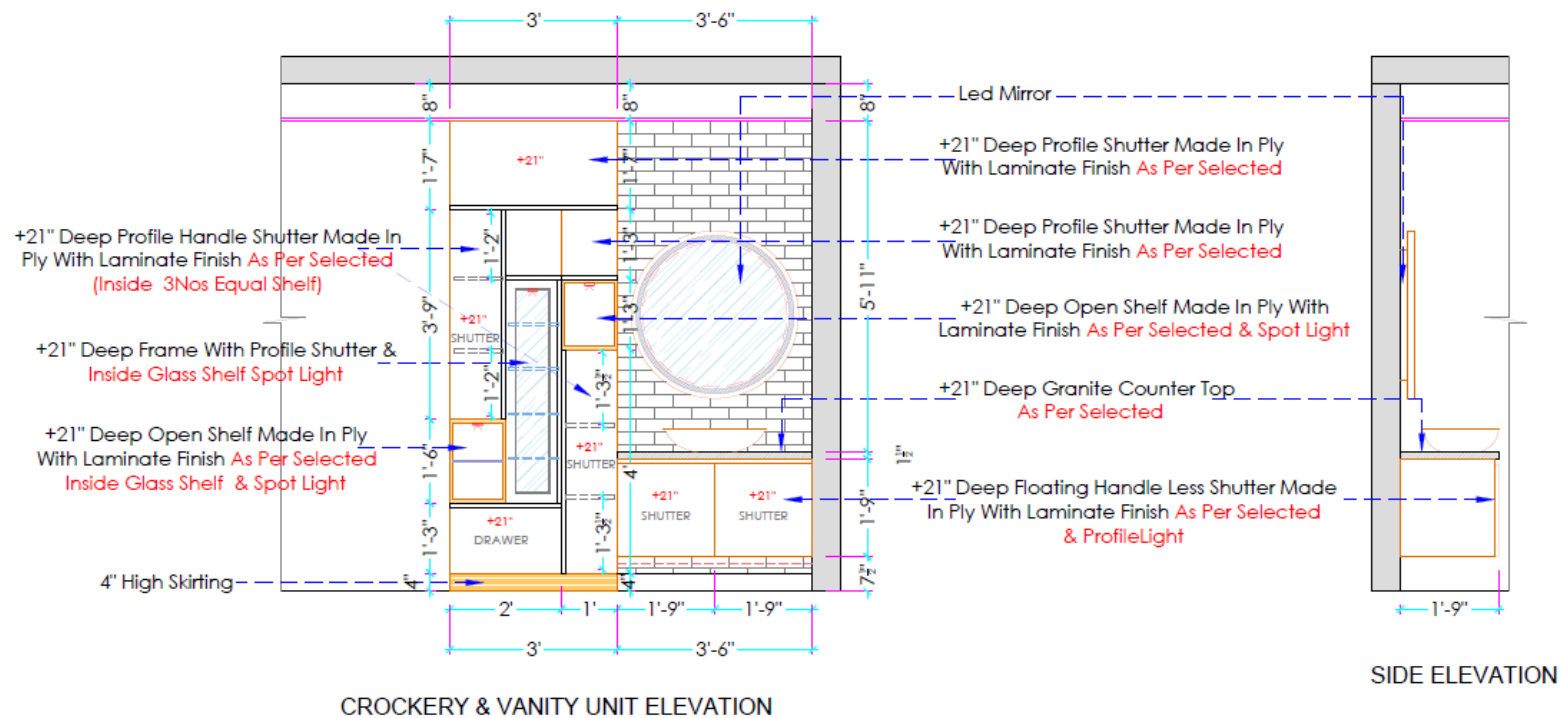 3'
3'-6"
8"
8"
8"
Led Mirror
+21" Deep Profile Shutter Made In Ply
With Laminate Finish As Per Selected
1'-7"
+21"
1'-7"
+21" Deep Profile Handle Shutter Made In
Ply With Laminate Finish As Per Selected
(Inside 3Nos Equal Shelf)
1'-2"
1'-3"
+21" Deep Profile Shutter Made In Ply
With Laminate Finish As Per Selected
5'-11"
3'-9"
+21"
SHUTTER
1'-3"
+21" Deep Open Shelf Made In Ply With
Laminate Finish As Per Selected & Spot Light
+21" Deep Frame With Profile Shutter &
Inside Glass Shelf Spot Light
1'-2"
1'-3½"
+21" Deep Granite Counter Top
As Per Selected
+21" Deep Open Shelf Made In Ply
With Laminate Finish As Per Selected
Inside Glass Shelf & Spot Light
1'-6"
+21"
SHUTTER
4'
1½"
+21"
SHUTTER
+21"
SHUTTER
+21" Deep Floating Handle Less Shutter Made
In Ply With Laminate Finish As Per Selected
& ProfileLight
1'-9"
1'-3"
+21"
DRAWER
1'-3½"
4" High Skirting
4"
4"
7½"
2'
1'
1'-9"
1'-9"
1'-9"
3'
3'-6"
SIDE ELEVATION
CROCKERY & VANITY UNIT ELEVATION